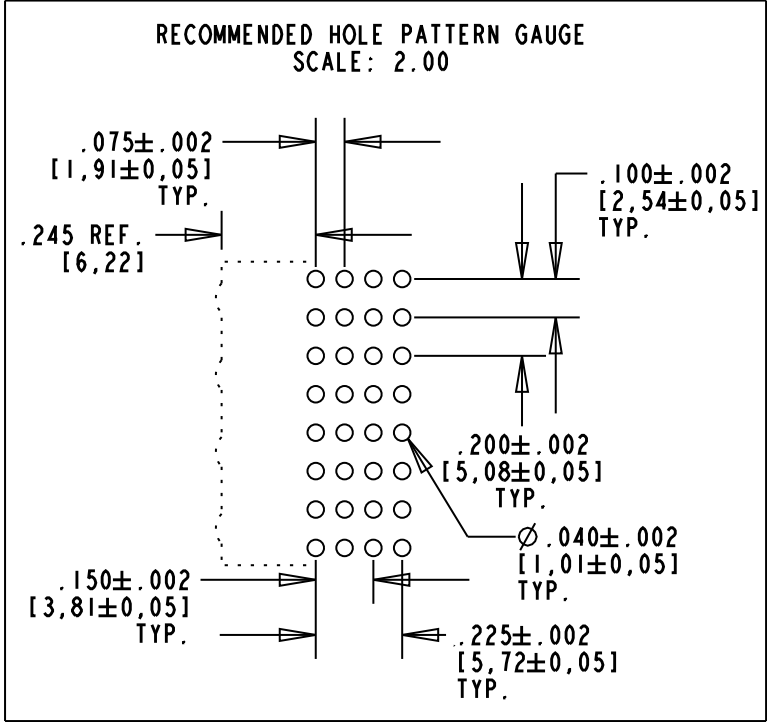 RECOMMENDED HOLE PATTERN GAUGE
SCALE: 2.00
.075±.002
[1,91±0,05]
TYP.
.100±.002
[2,54±0,05]
TYP.
.245 REF.
[6,22]
.200±.002
[5,08±0,05]
TYP.
Ø .040±.002
[1,01±0,05]
TYP.
.150±.002
[3,81±0,05]
TYP.
.225±.002
[5,72±0,05]
TYP.